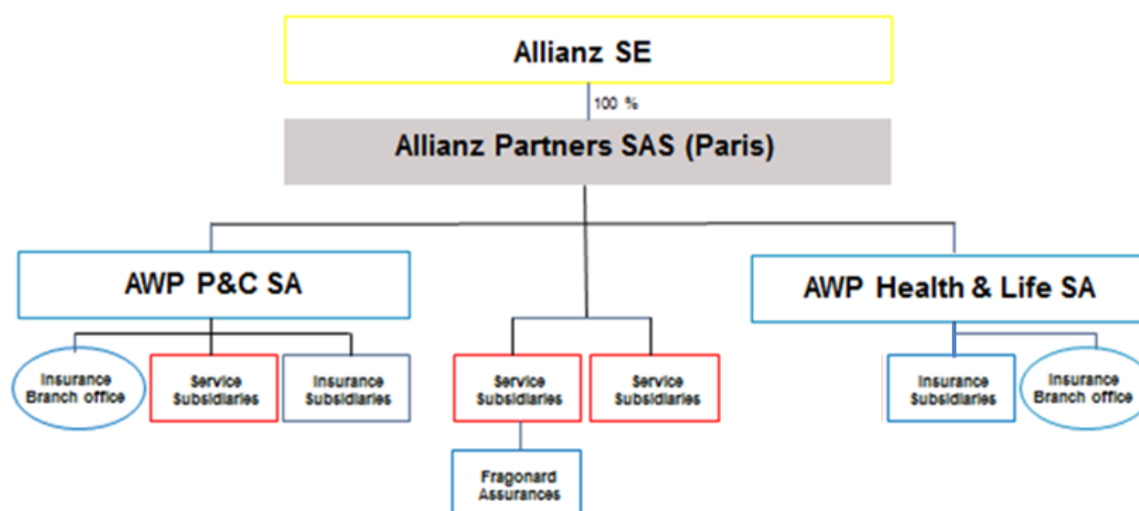 Allianz SE
100 %
Allianz Partners SAS (Paris)
AWP P&C SA
AWP Health & Life SA
Insurance
Branch office
Service
Subsidiaries
Insurance
Subsidiaries
Service
Subsidiaries
Service
Subsidiaries
Insurance
Subsidiaries
Insurance
Branch office
Fragonard
Assurances